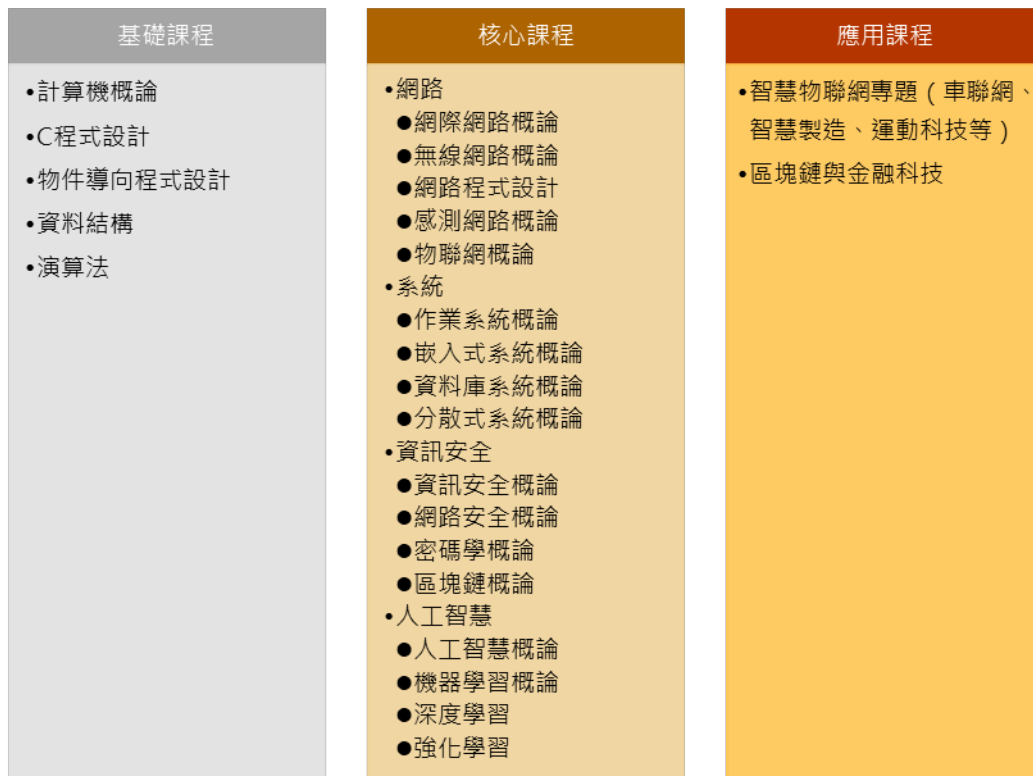 基礎課程
•計算機概論
•C程式設計
•物件導向程式設計
•資料結構
•演算法
核心課程
•網路
●網際網路概論
●無線網路概論
●網路程式設計
●感測網路概論
●物聯網概論
•系統
●作業系統概論
●嵌入式系統概論
●資料庫系統概論
●分散式系統概論
•資訊安全
●資訊安全概論
●網路安全概論
●密碼學概論
●區塊鏈概論
•人工智慧
●人工智慧概論
●機器學習概論
●深度學習
●強化學習
應用課程
•智慧物聯網專題（車聯網、
智慧製造、運動科技等）
•區塊鏈與金融科技